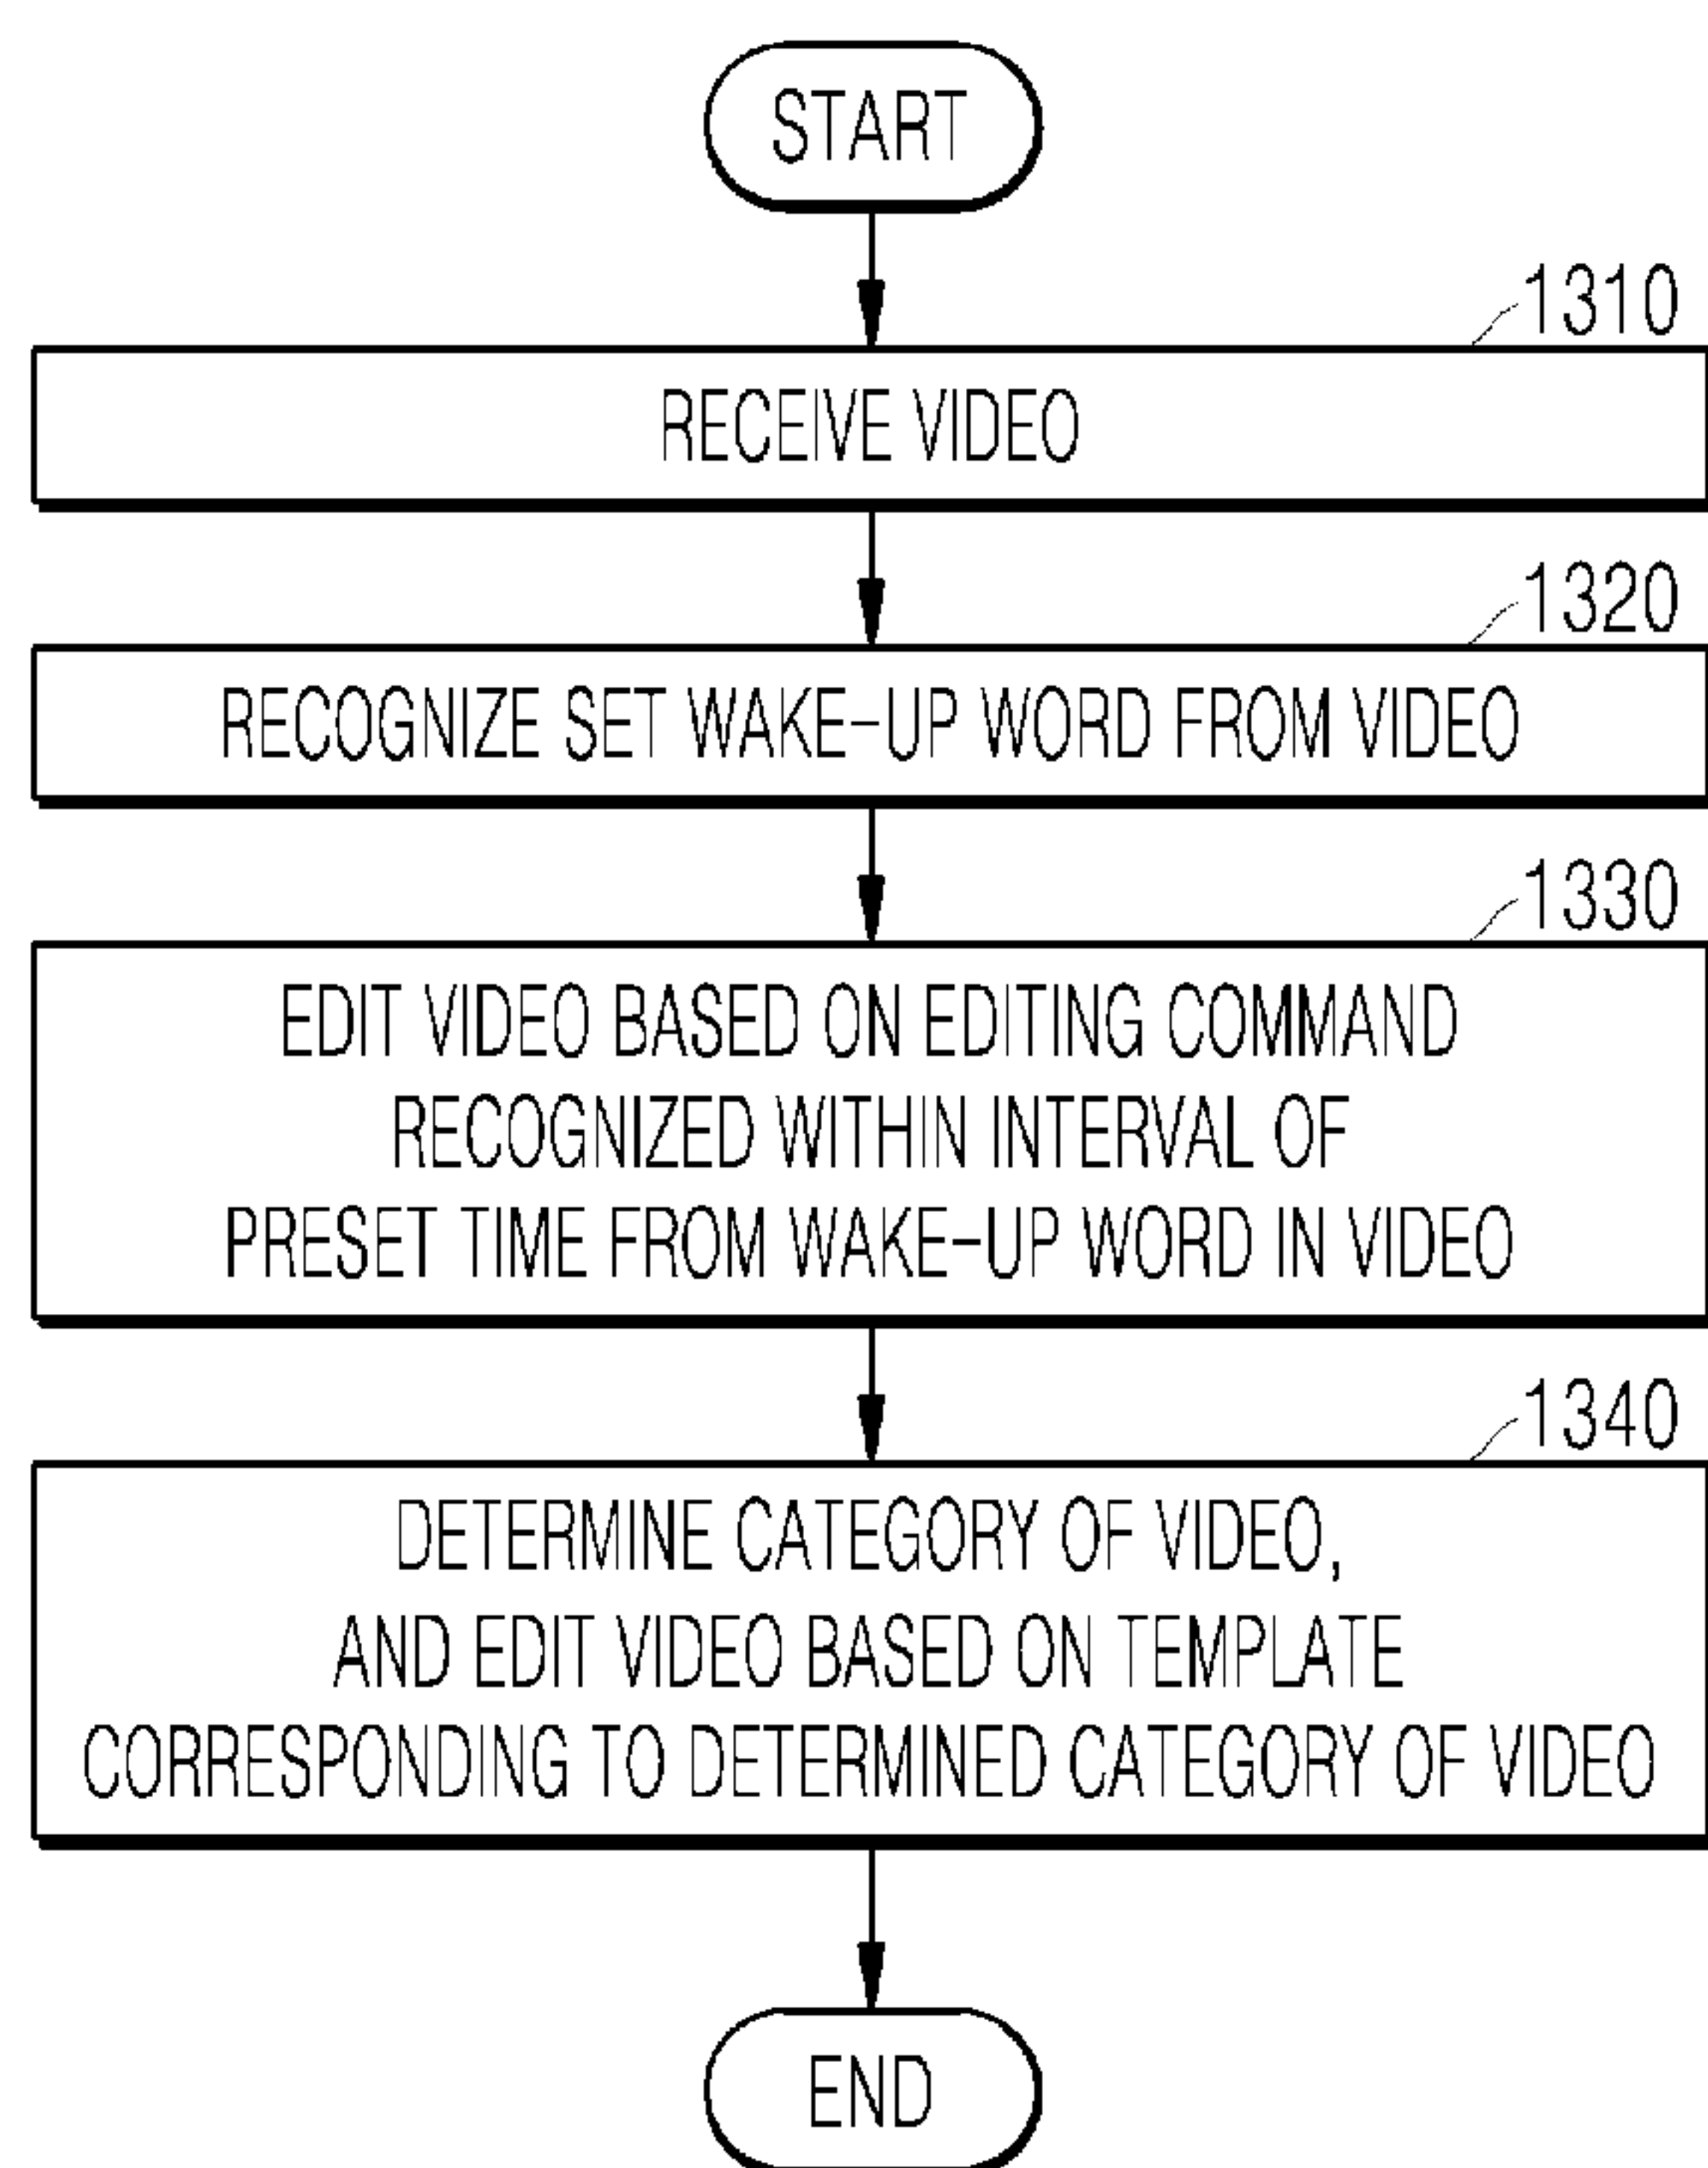 START
1310
RECEIVE VIDEO
1320
RECOGNIZE SET WAKE-UP WORD FROM VIDEO
1330
EDIT VIDEO BASED ON EDITING COMMAND
RECOGNIZED WITHIN INTERVAL OF
PRESET TIME FROM WAKE-UP WORD IN VIDEO
1340
DETERMINE CATEGORY OF VIDEO,
AND EDIT VIDEO BASED ON TEMPLATE
CORRESPONDING TO DETERMINED CATEGORY OF VIDEO
END